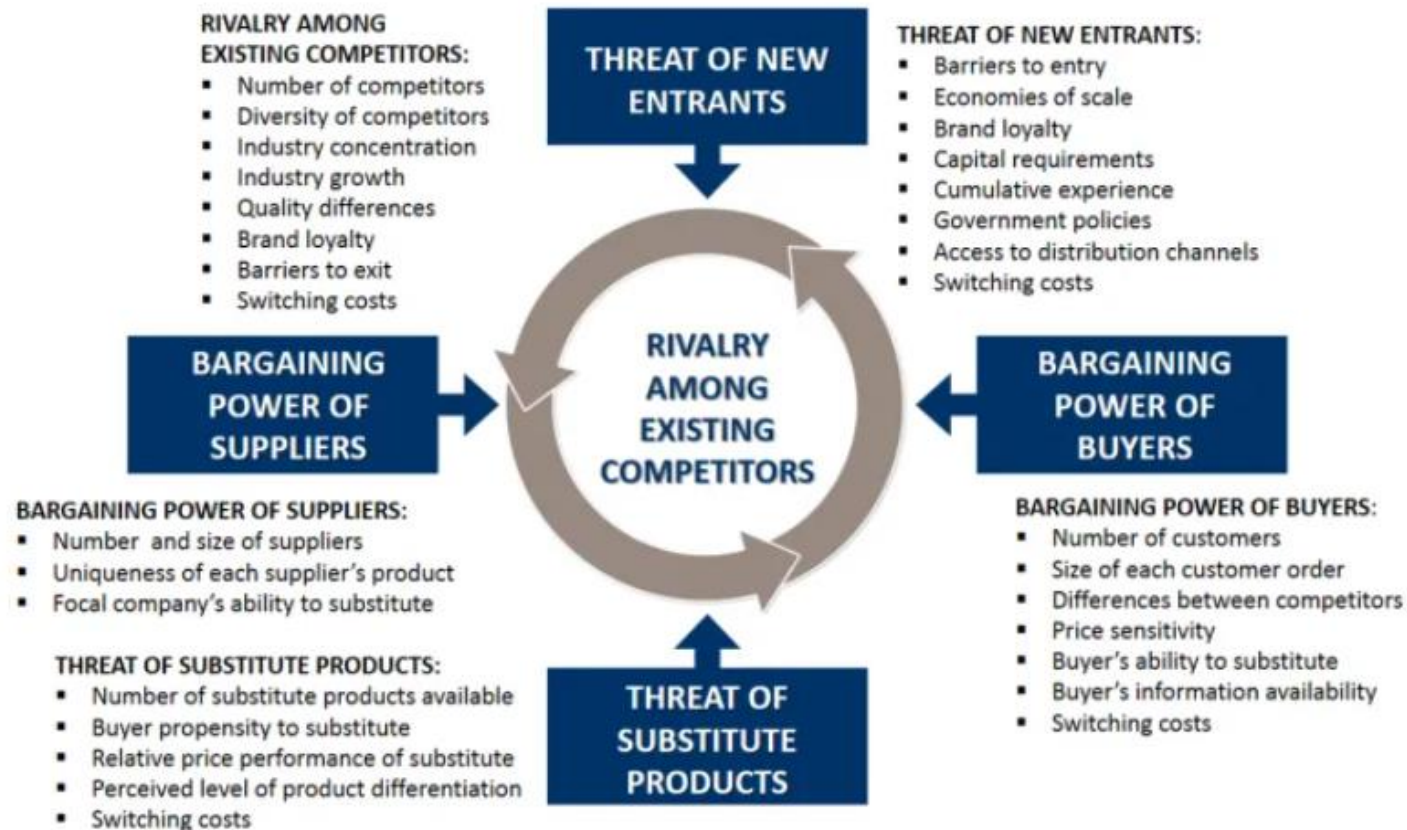 RIVALRY AMONG
EXISTING COMPETITORS:
▪ Number of competitors
▪ Diversity of competitors
▪ Industry concentration
▪ Industry growth
▪ Quality differences
▪ Brand loyalty
▪ Barriers to exit
▪ Switching costs
THREAT OF NEW
ENTRANTS
THREAT OF NEW ENTRANTS:
▪ Barriers to entry
▪ Economies of scale
▪ Brand loyalty
▪ Capital requirements
▪ Cumulative experience
▪ Government policies
▪ Access to distribution channels
▪ Switching costs
BARGAINING
POWER OF
SUPPLIERS
RIVALRY
AMONG
EXISTING
COMPETITORS
BARGAINING
POWER OF
BUYERS
BARGAINING POWER OF SUPPLIERS:
▪ Number and size of suppliers
▪ Uniqueness of each supplier's product
▪ Focal company's ability to substitute
BARGAINING POWER OF BUYERS:
▪ Number of customers
▪ Size of each customer order
▪ Differences between competitors
▪ Price sensitivity
▪ Buyer's ability to substitute
▪ Buyer's information availability
▪ Switching costs
THREAT OF SUBSTITUTE PRODUCTS:
▪ Number of substitute products available
▪ Buyer propensity to substitute
▪ Relative price performance of substitute
▪ Perceived level of product differentiation
▪ Switching costs
THREAT OF
SUBSTITUTE
PRODUCTS